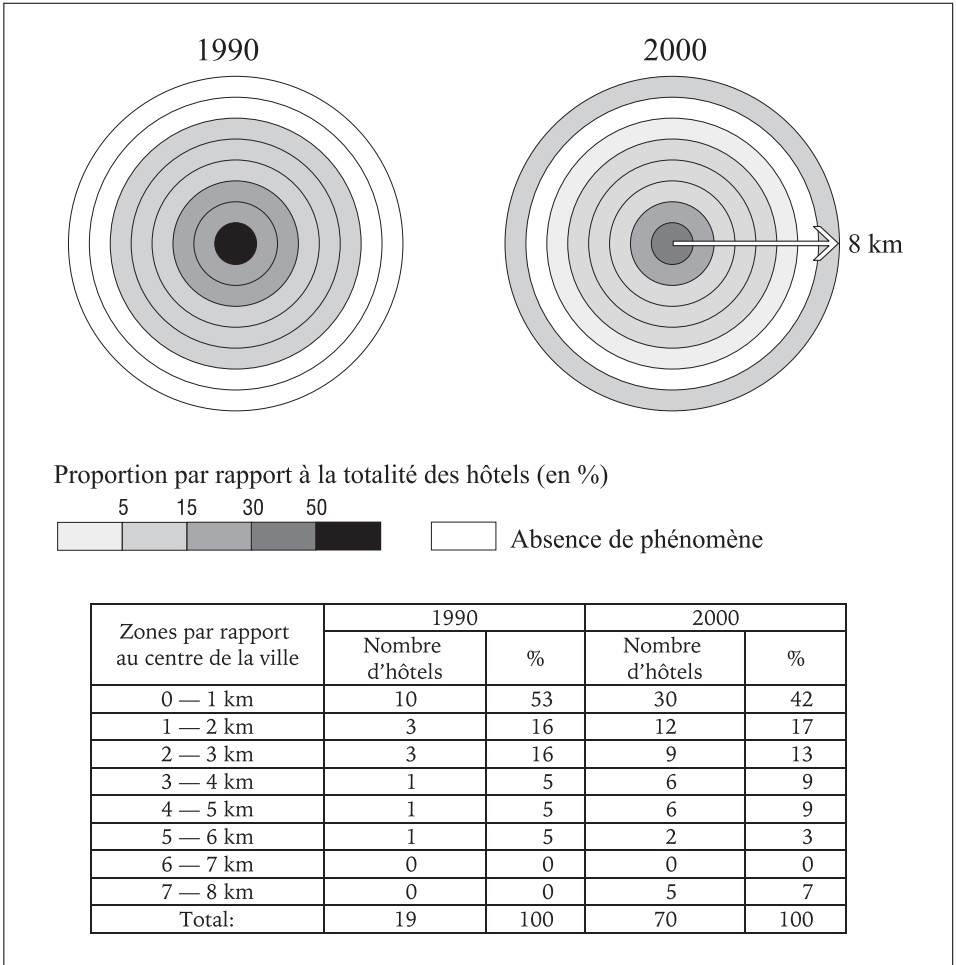 1990 2000
8 km
Proportion par rapport à la totalité des hôtels (en %)
5 15 30 50
Absence de phénomène
Zones par rapport au centre de la ville 1990 2000
Nombre d'hôtels % Nombre d'hôtels %
0 — 1 km 10 53 30 42
1 — 2 km 3 16 12 17
2 — 3 km 3 16 9 13
3 — 4 km 1 5 6 9
4 — 5 km 1 5 6 9
5 — 6 km 1 5 2 3
6 — 7 km 0 0 0 0
7 — 8 km 0 0 5 7
Total: 19 100 70 100